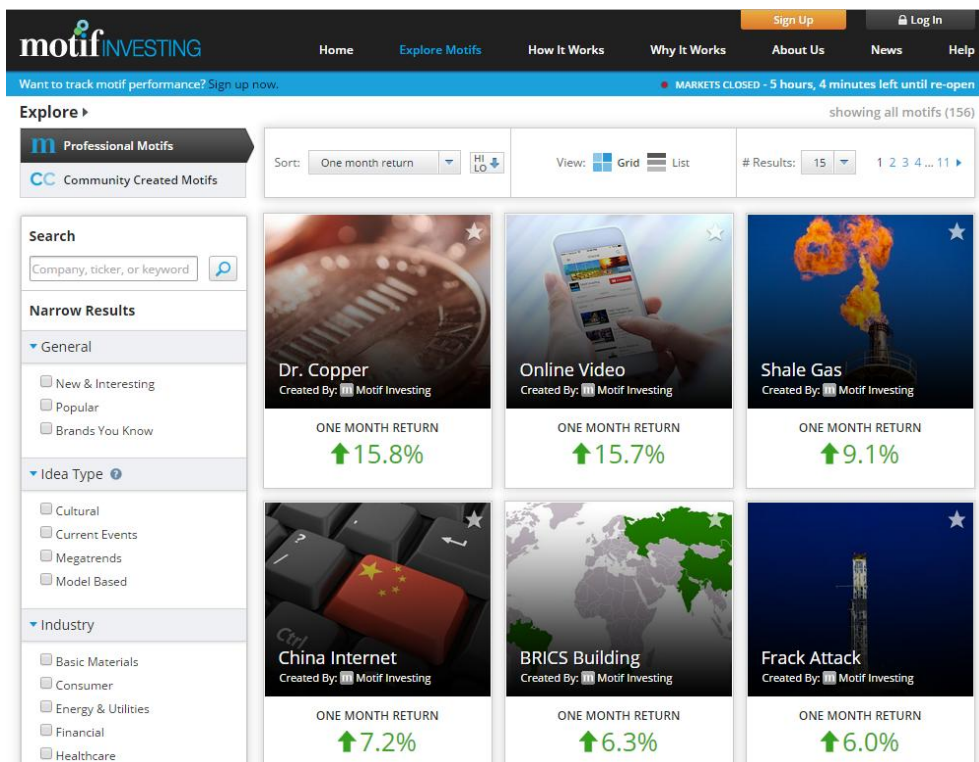 Sign Up
Log In
motif INVESTING
Home
Explore Motifs
How It Works
Why It Works
About Us
News
Help
Want to track motif performance? Sign up now.
MARKETS CLOSED - 5 hours, 4 minutes left until re-open
Explore
showing all motifs (156)
m Professional Motifs
CC Community Created Motifs
Sort: One month return
HI
LO
View: Grid List
# Results: 15
1 2 3 4 ... 11
Search
Company, ticker, or keyword
Narrow Results
General
New & Interesting
Popular
Brands You Know
Idea Type ?
Cultural
Current Events
Megatrends
Model Based
Industry
Basic Materials
Consumer
Energy & Utilities
Financial
Healthcare
Dr. Copper
Created By: m Motif Investing
ONE MONTH RETURN
15.8%
Online Video
Created By: m Motif Investing
ONE MONTH RETURN
15.7%
Shale Gas
Created By: m Motif Investing
ONE MONTH RETURN
9.1%
?
Ctrl
China Internet
Created By: m Motif Investing
ONE MONTH RETURN
7.2%
BRICS Building
Created By: m Motif Investing
ONE MONTH RETURN
6.3%
Frack Attack
Created By: m Motif Investing
ONE MONTH RETURN
6.0%